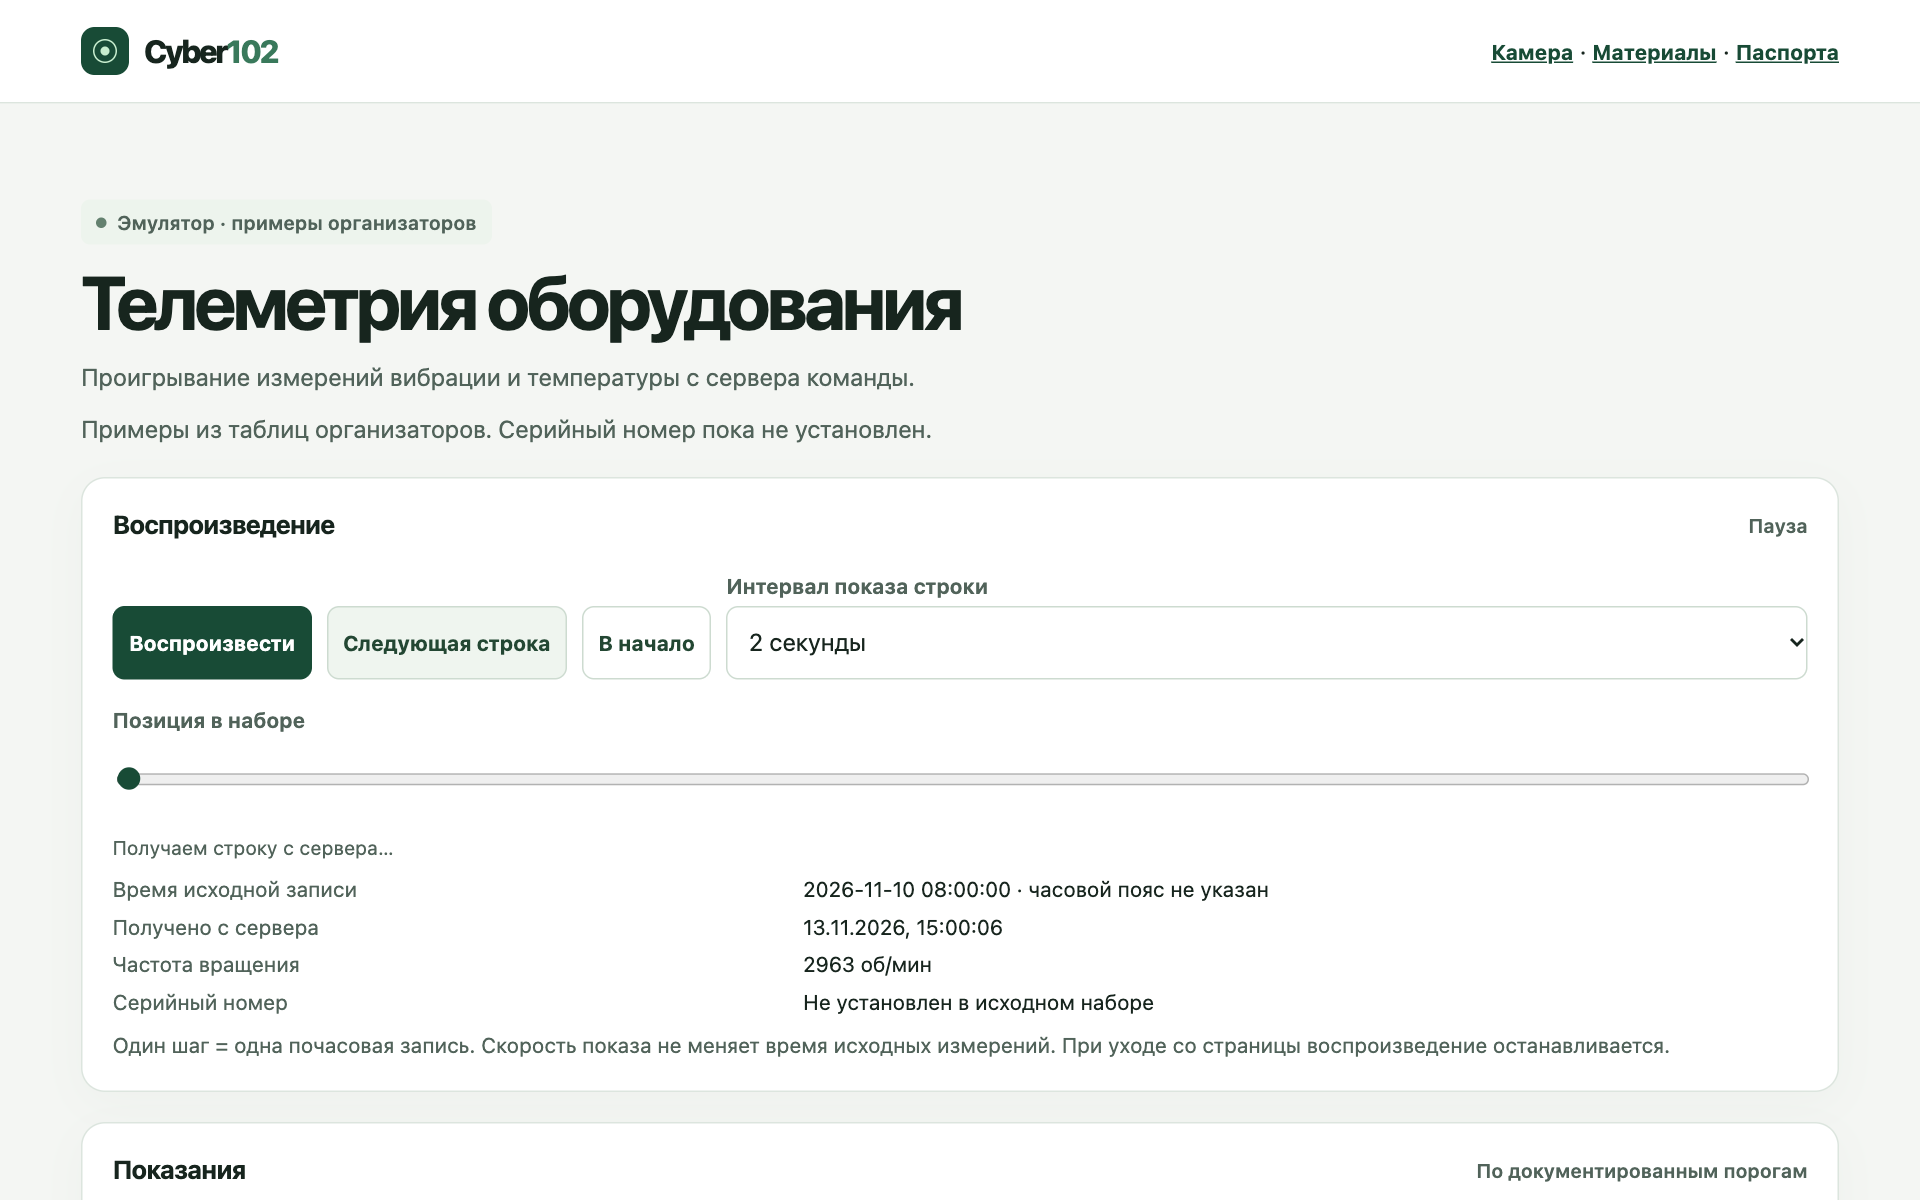 Cyber102
Камера · Материалы · Паспорта
Эмулятор · примеры организаторов
Телеметрия оборудования
Проигрывание измерений вибрации и температуры с сервера команды.
Примеры из таблиц организаторов. Серийный номер пока не установлен.
Воспроизведение
Пауза
Интервал показа строки
Воспроизвести
Следующая строка
В начало
2 секунды
Позиция в наборе
Получаем строку с сервера...
Время исходной записи 2026-11-10 08:00:00 · часовой пояс не указан
Получено с сервера 13.11.2026, 15:00:06
Частота вращения 2963 об/мин
Серийный номер Не установлен в исходном наборе
Один шаг = одна почасовая запись. Скорость показа не меняет время исходных измерений. При уходе со страницы воспроизведение останавливается.
Показания
По документированным порогам